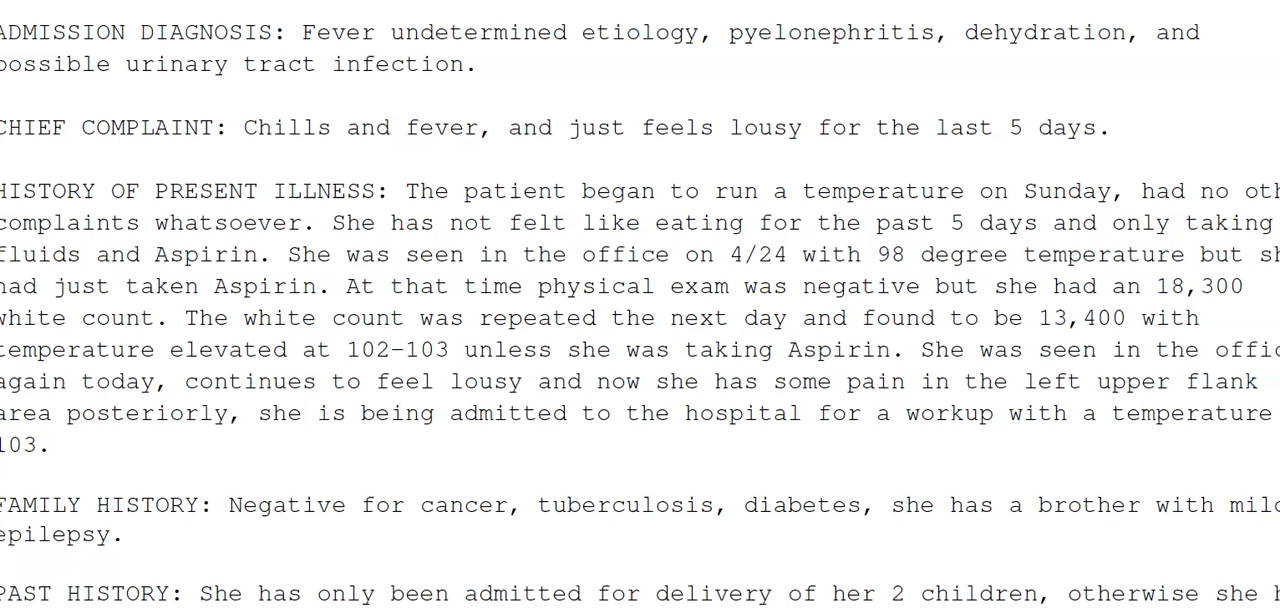 ADMISSION DIAGNOSIS: Fever undetermined etiology, pyelonephritis, dehydration, and
possible urinary tract infection.
CHIEF COMPLAINT: Chills and fever, and just feels lousy for the last 5 days.
HISTORY OF PRESENT ILLNESS: The patient began to run a temperature on Sunday, had no oth
complaints whatsoever. She has not felt like eating for the past 5 days and only taking
fluids and Aspirin. She was seen in the office on 4/24 with 98 degree temperature but sh
had just taken Aspirin. At that time physical exam was negative but she had an 18,300
white count. The white count was repeated the next day and found to be 13,400 with
temperature elevated at 102-103 unless she was taking Aspirin. She was seen in the offic
again today, continues to feel lousy and now she has some pain in the left upper flank
area posteriorly, she is being admitted to the hospital for a workup with a temperature
103.
FAMILY HISTORY: Negative for cancer, tuberculosis, diabetes, she has a brother with mild
epilepsy.
PAST HISTORY: She has only been admitted for delivery of her 2 children, otherwise she h